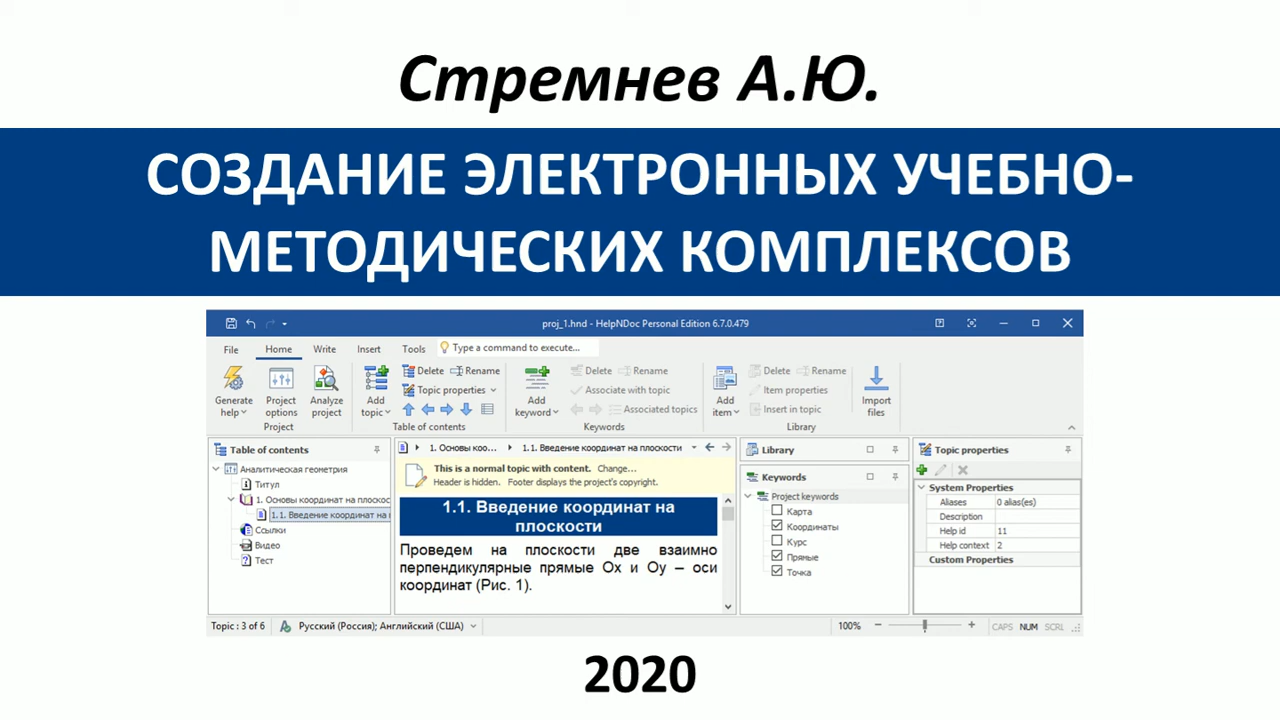 Стремнев А.Ю.
СОЗДАНИЕ ЭЛЕКТРОННЫХ УЧЕБНО-
МЕТОДИЧЕСКИХ КОМПЛЕКСОВ
proj_1.hnd - HelpNDoc Personal Edition 6.7.0.479
File Home Write Insert Tools Type a command to execute...
Generate help
Project options
Analyze project
Project
Add topic
Delete Rename
Topic properties
Table of contents
Add keyword
Delete Rename
Associate with topic
Associated topics
Keywords
Add item
Delete Rename
Item properties
Insert in topic
Library
Import files
Table of contents
Аналитическая геометрия
Титул
1. Основы координат на плоскос
1.1. Введение координат на
Ссылки
Видео
Тест
1. Основы коо... 1.1. Введение координат на плоскости
This is a normal topic with content. Change...
Header is hidden. Footer displays the project's copyright.
1.1. Введение координат на
плоскости
Проведем на плоскости две взаимно
перпендикулярные прямые Ox и Oy – оси
координат (Рис. 1).
Library
Keywords
Project keywords
Карта
Координаты
Курс
Прямые
Точка
Topic properties
System Properties
Aliases 0 alias(es)
Description
Help id 11
Help context 2
Custom Properties
Topic : 3 of 6 Русский (Россия); Английский (США) 100% CAPS NUM SCRL
2020